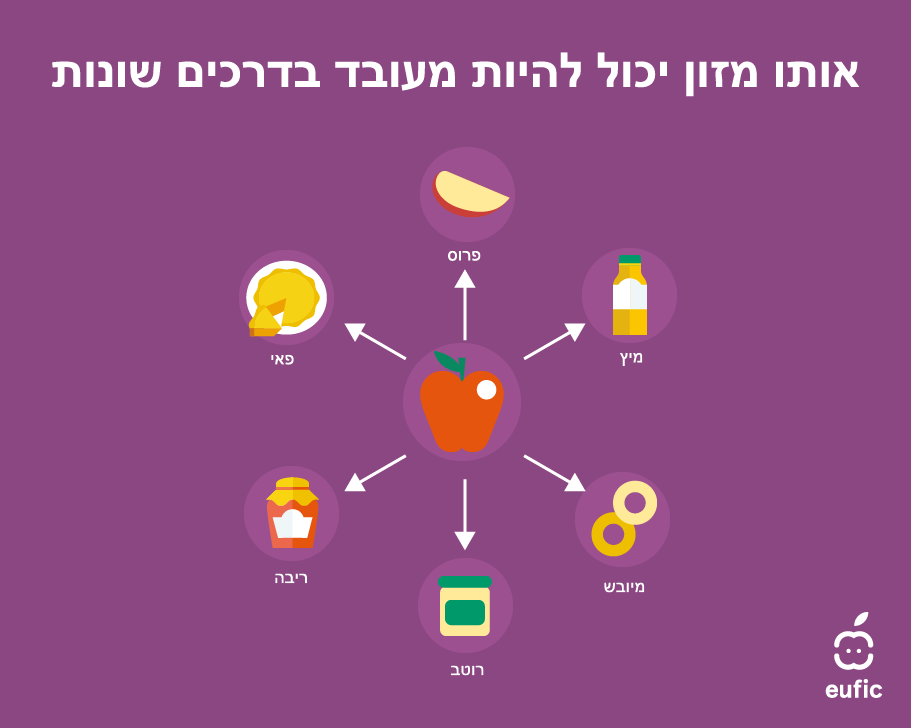 אותו מזון יכול להיות מעובד בדרכים שונות
פרוס
מיץ
פאי
מיובש
ריבה
רוטב
eufic